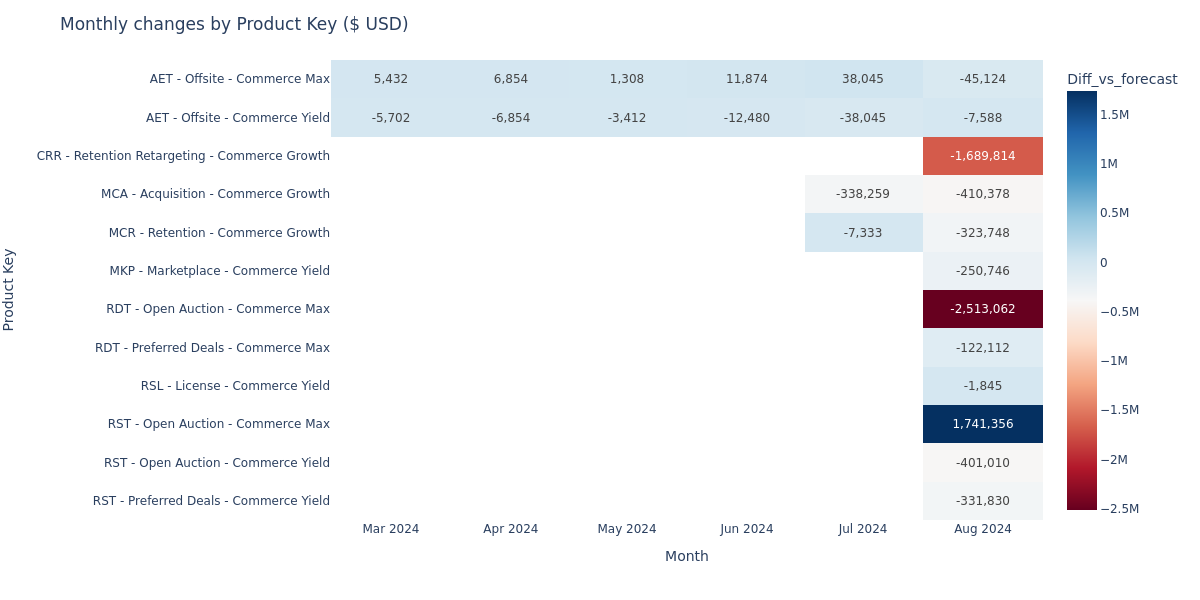 Monthly changes by Product Key ($ USD)
AET - Offsite - Commerce Max 5,432 6,854 1,308 11,874 38,045 -45,124
AET - Offsite - Commerce Yield -5,702 -6,854 -3,412 -12,480 -38,045 -7,588
CRR - Retention Retargeting - Commerce Growth -1,689,814
MCA - Acquisition - Commerce Growth -338,259 -410,378
MCR - Retention - Commerce Growth -7,333 -323,748
MKP - Marketplace - Commerce Yield -250,746
RDT - Open Auction - Commerce Max -2,513,062
RDT - Preferred Deals - Commerce Max -122,112
RSL - License - Commerce Yield -1,845
RST - Open Auction - Commerce Max 1,741,356
RST - Open Auction - Commerce Yield -401,010
RST - Preferred Deals - Commerce Yield -331,830
Mar 2024 Apr 2024 May 2024 Jun 2024 Jul 2024 Aug 2024
Month
Product Key
Diff_vs_forecast
1.5M
1M
0.5M
0
−0.5M
−1M
−1.5M
−2M
−2.5M